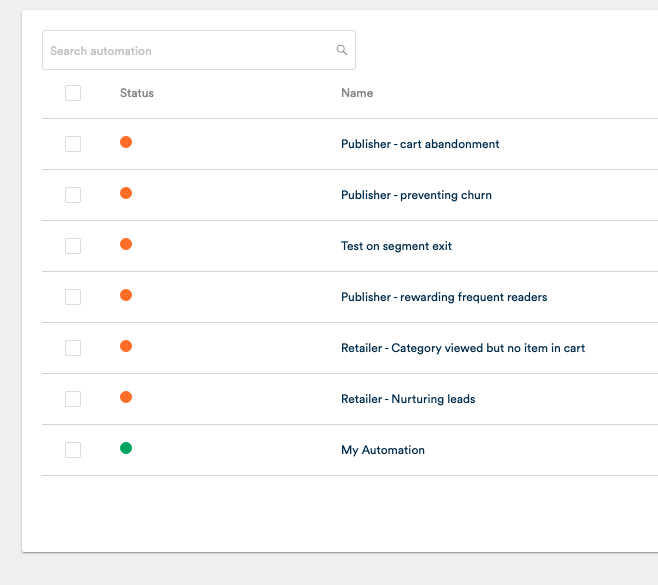 Search automation
Status Name
Publisher - cart abandonment
Publisher - preventing churn
Test on segment exit
Publisher - rewarding frequent readers
Retailer - Category viewed but no item in cart
Retailer - Nurturing leads
My Automation